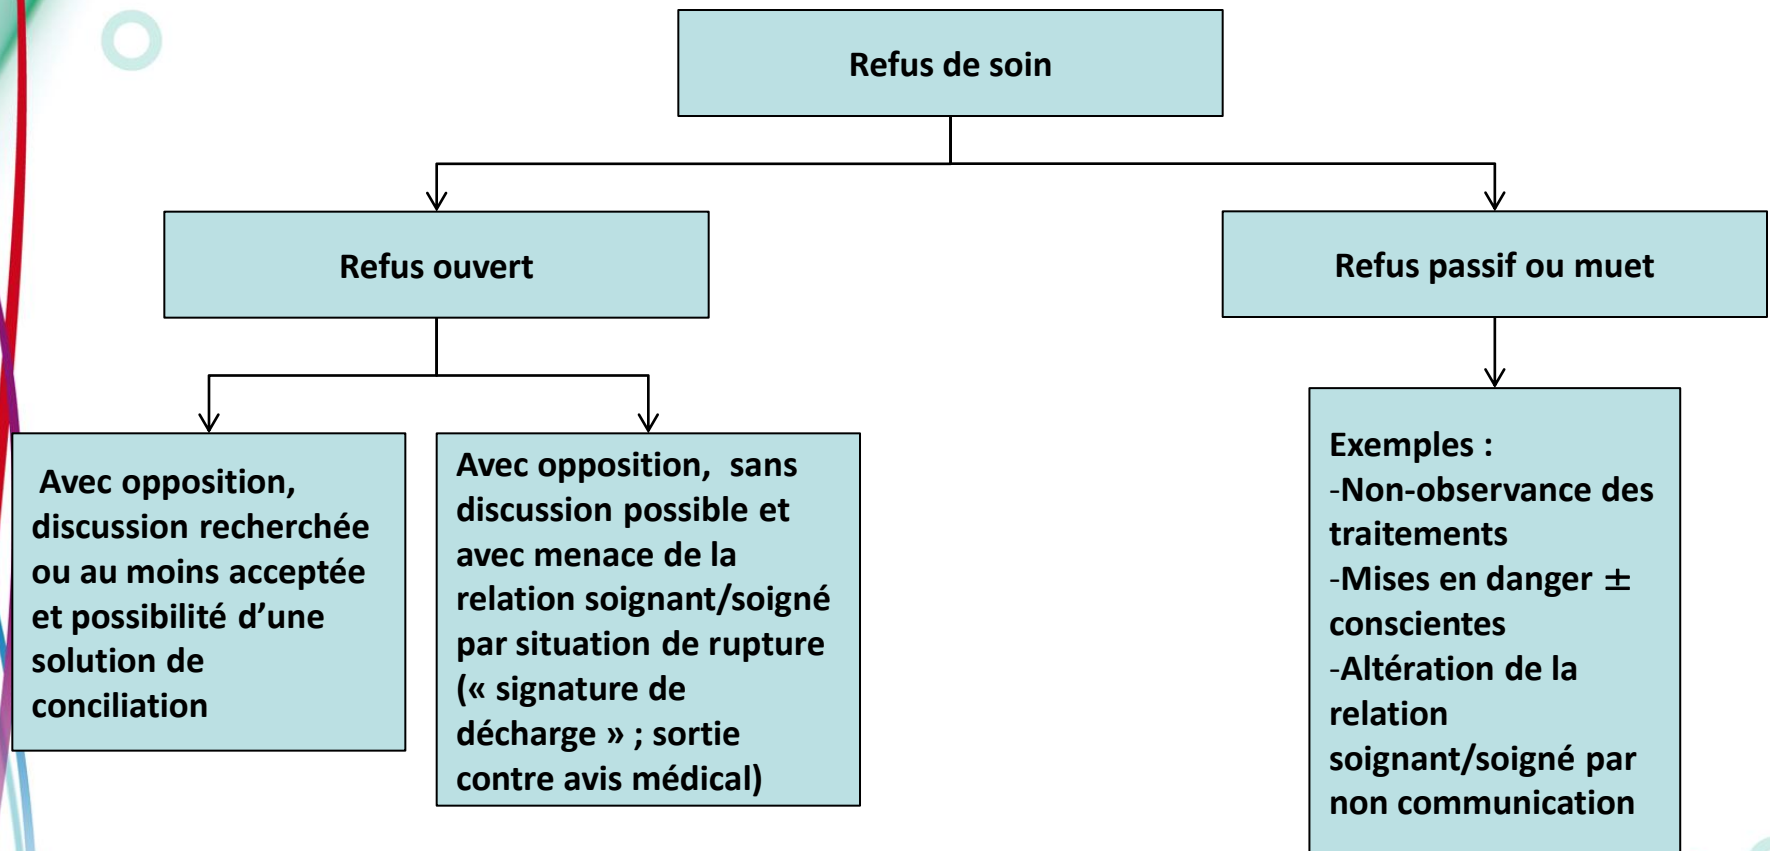 Refus de soin
Refus ouvert
Refus passif ou muet
Avec opposition,
discussion recherchée
ou au moins acceptée
et possibilité d’une
solution de
conciliation
Avec opposition, sans
discussion possible et
avec menace de la
relation soignant/soigné
par situation de rupture
(« signature de
décharge » ; sortie
contre avis médical)
Exemples :
-Non-observance des
traitements
-Mises en danger ±
conscientes
-Altération de la
relation
soignant/soigné par
non communication